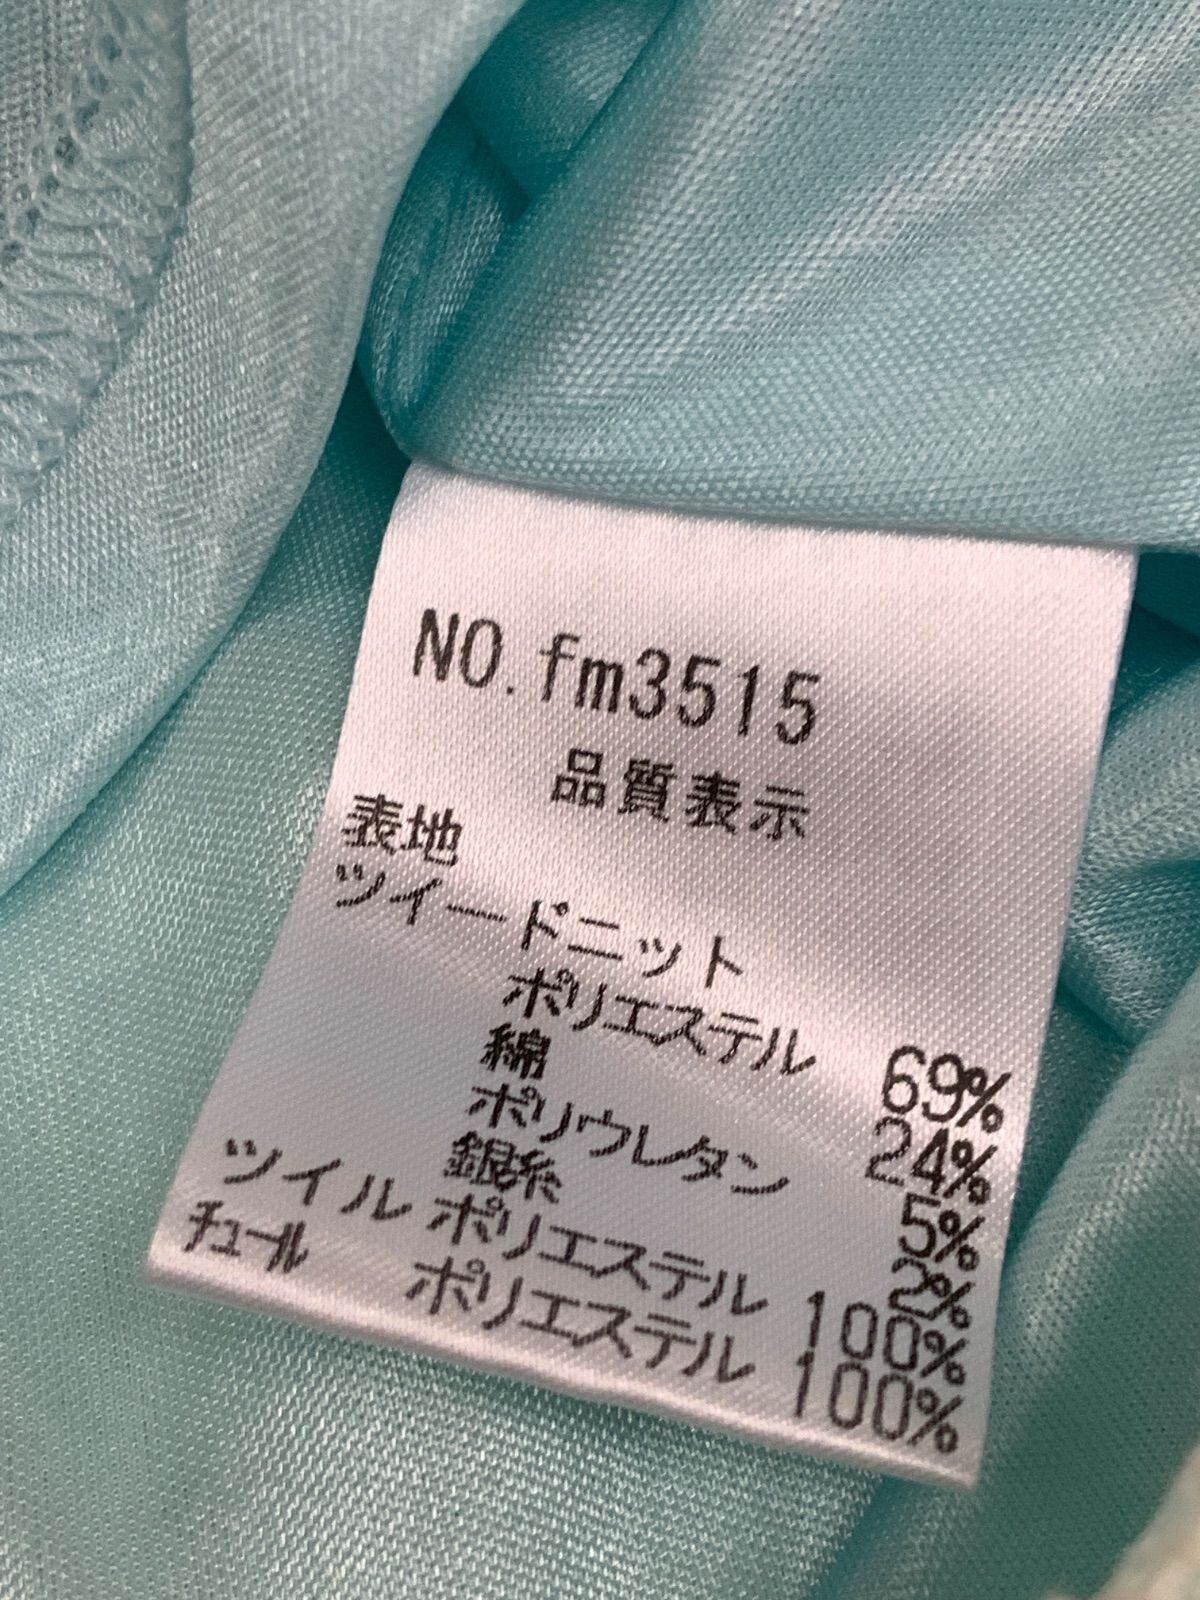 NO.fm3515
品質表示
表地
ツイードニット
ポリエステル 69%
綿 24%
ポリウレタン 5%
銀糸 2%
ツイル ポリエステル 100%
チュール ポリエステル 100%